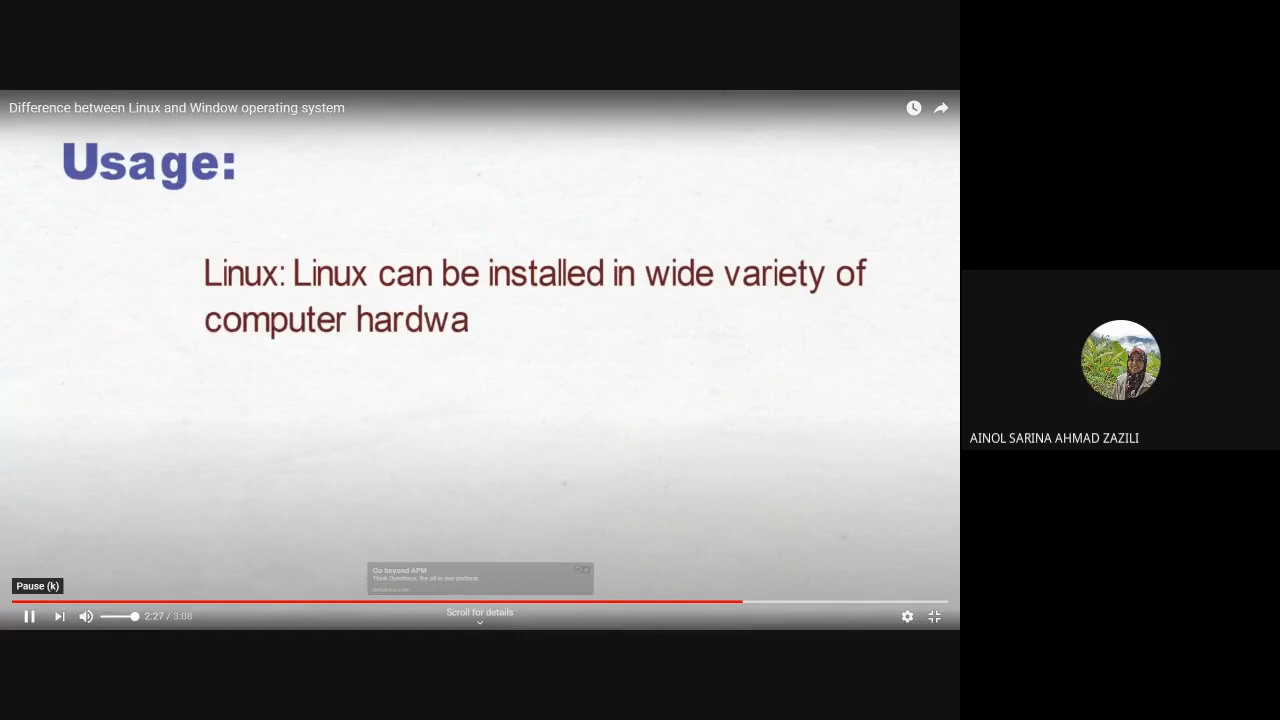 Difference between Linux and Window operating system
Usage:
Linux: Linux can be installed in wide variety of
computer hardwa
AINOL SARINA AHMAD ZAZILI
Go beyond APM
Pause (k)
2:27 / 3:08
Scroll for details